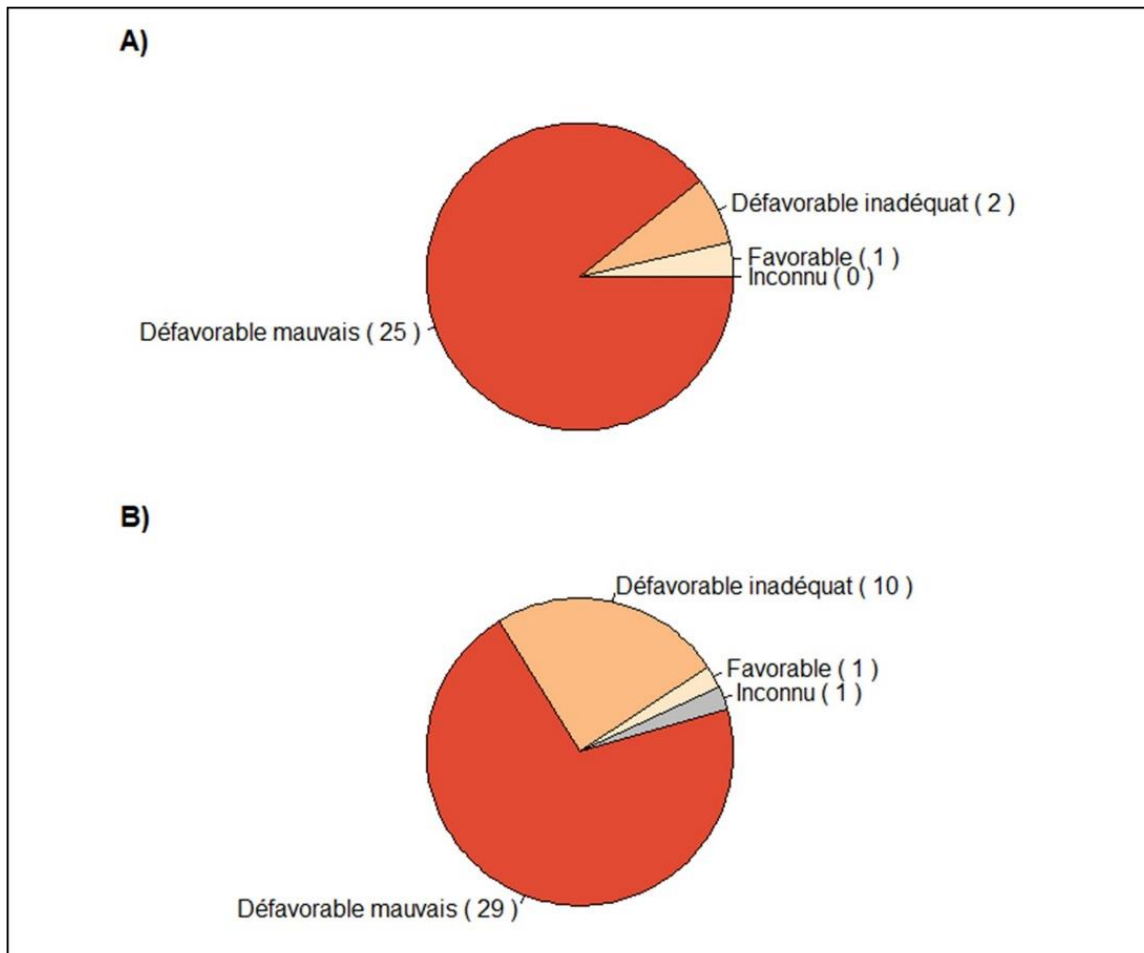 A)
Défavorable inadéquat ( 2 )
Favorable ( 1 )
Inconnu ( 0 )
Défavorable mauvais ( 25 )
B)
Défavorable inadéquat ( 10 )
Favorable ( 1 )
Inconnu ( 1 )
Défavorable mauvais ( 29 )